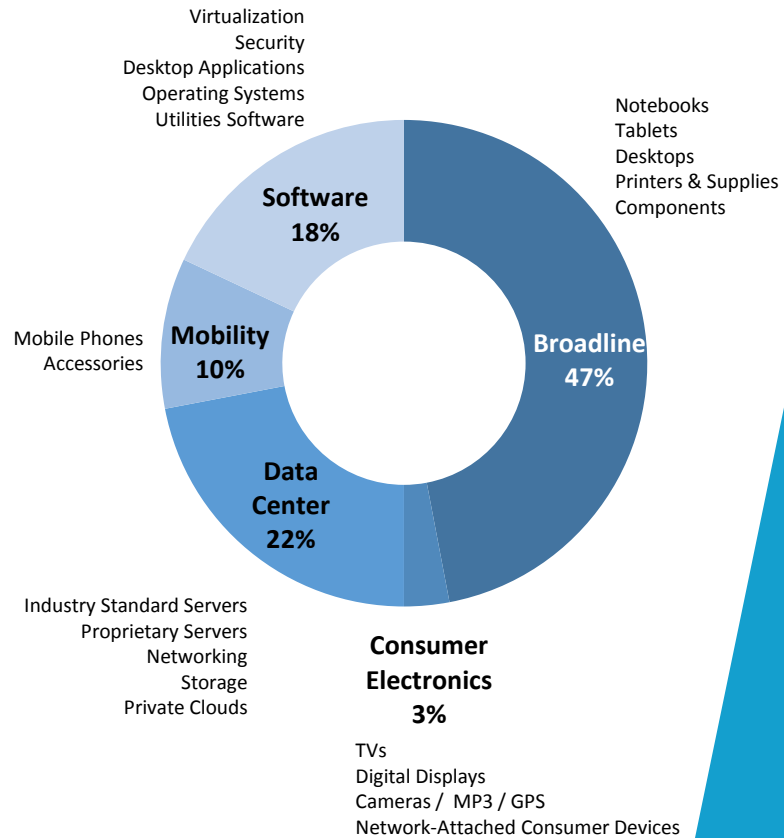 Virtualization
Security
Desktop Applications
Operating Systems
Utilities Software
Notebooks
Tablets
Desktops
Printers & Supplies
Components
Software
18%
Mobile Phones
Accessories
Mobility
10%
Broadline
47%
Data
Center
22%
Industry Standard Servers
Proprietary Servers
Networking
Storage
Private Clouds
Consumer
Electronics
3%
TVs
Digital Displays
Cameras / MP3 / GPS
Network-Attached Consumer Devices